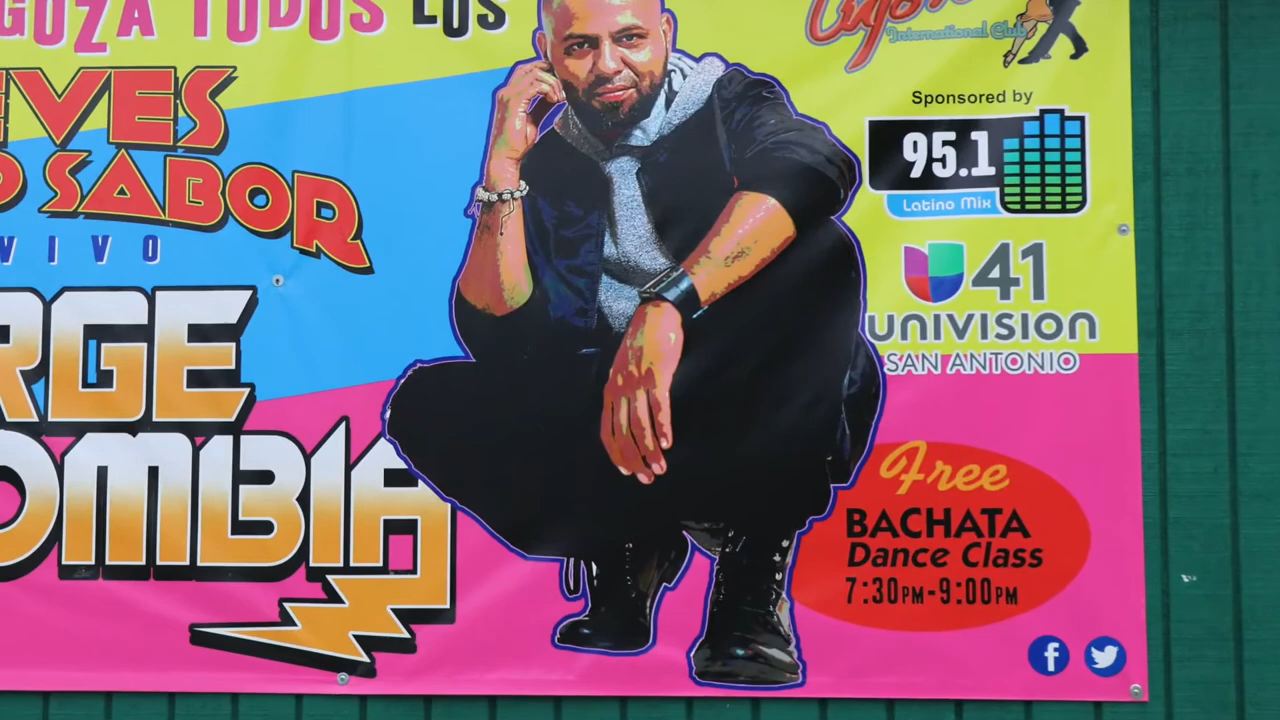 GOZA TODOS LOS
EVES
SABOR
VIVO
RGE
OMBIA
International Club
Sponsored by
95.1
Latino Mix
41
UNIVISION
SAN ANTONIO
Free
BACHATA
Dance Class
7:30PM-9:00PM